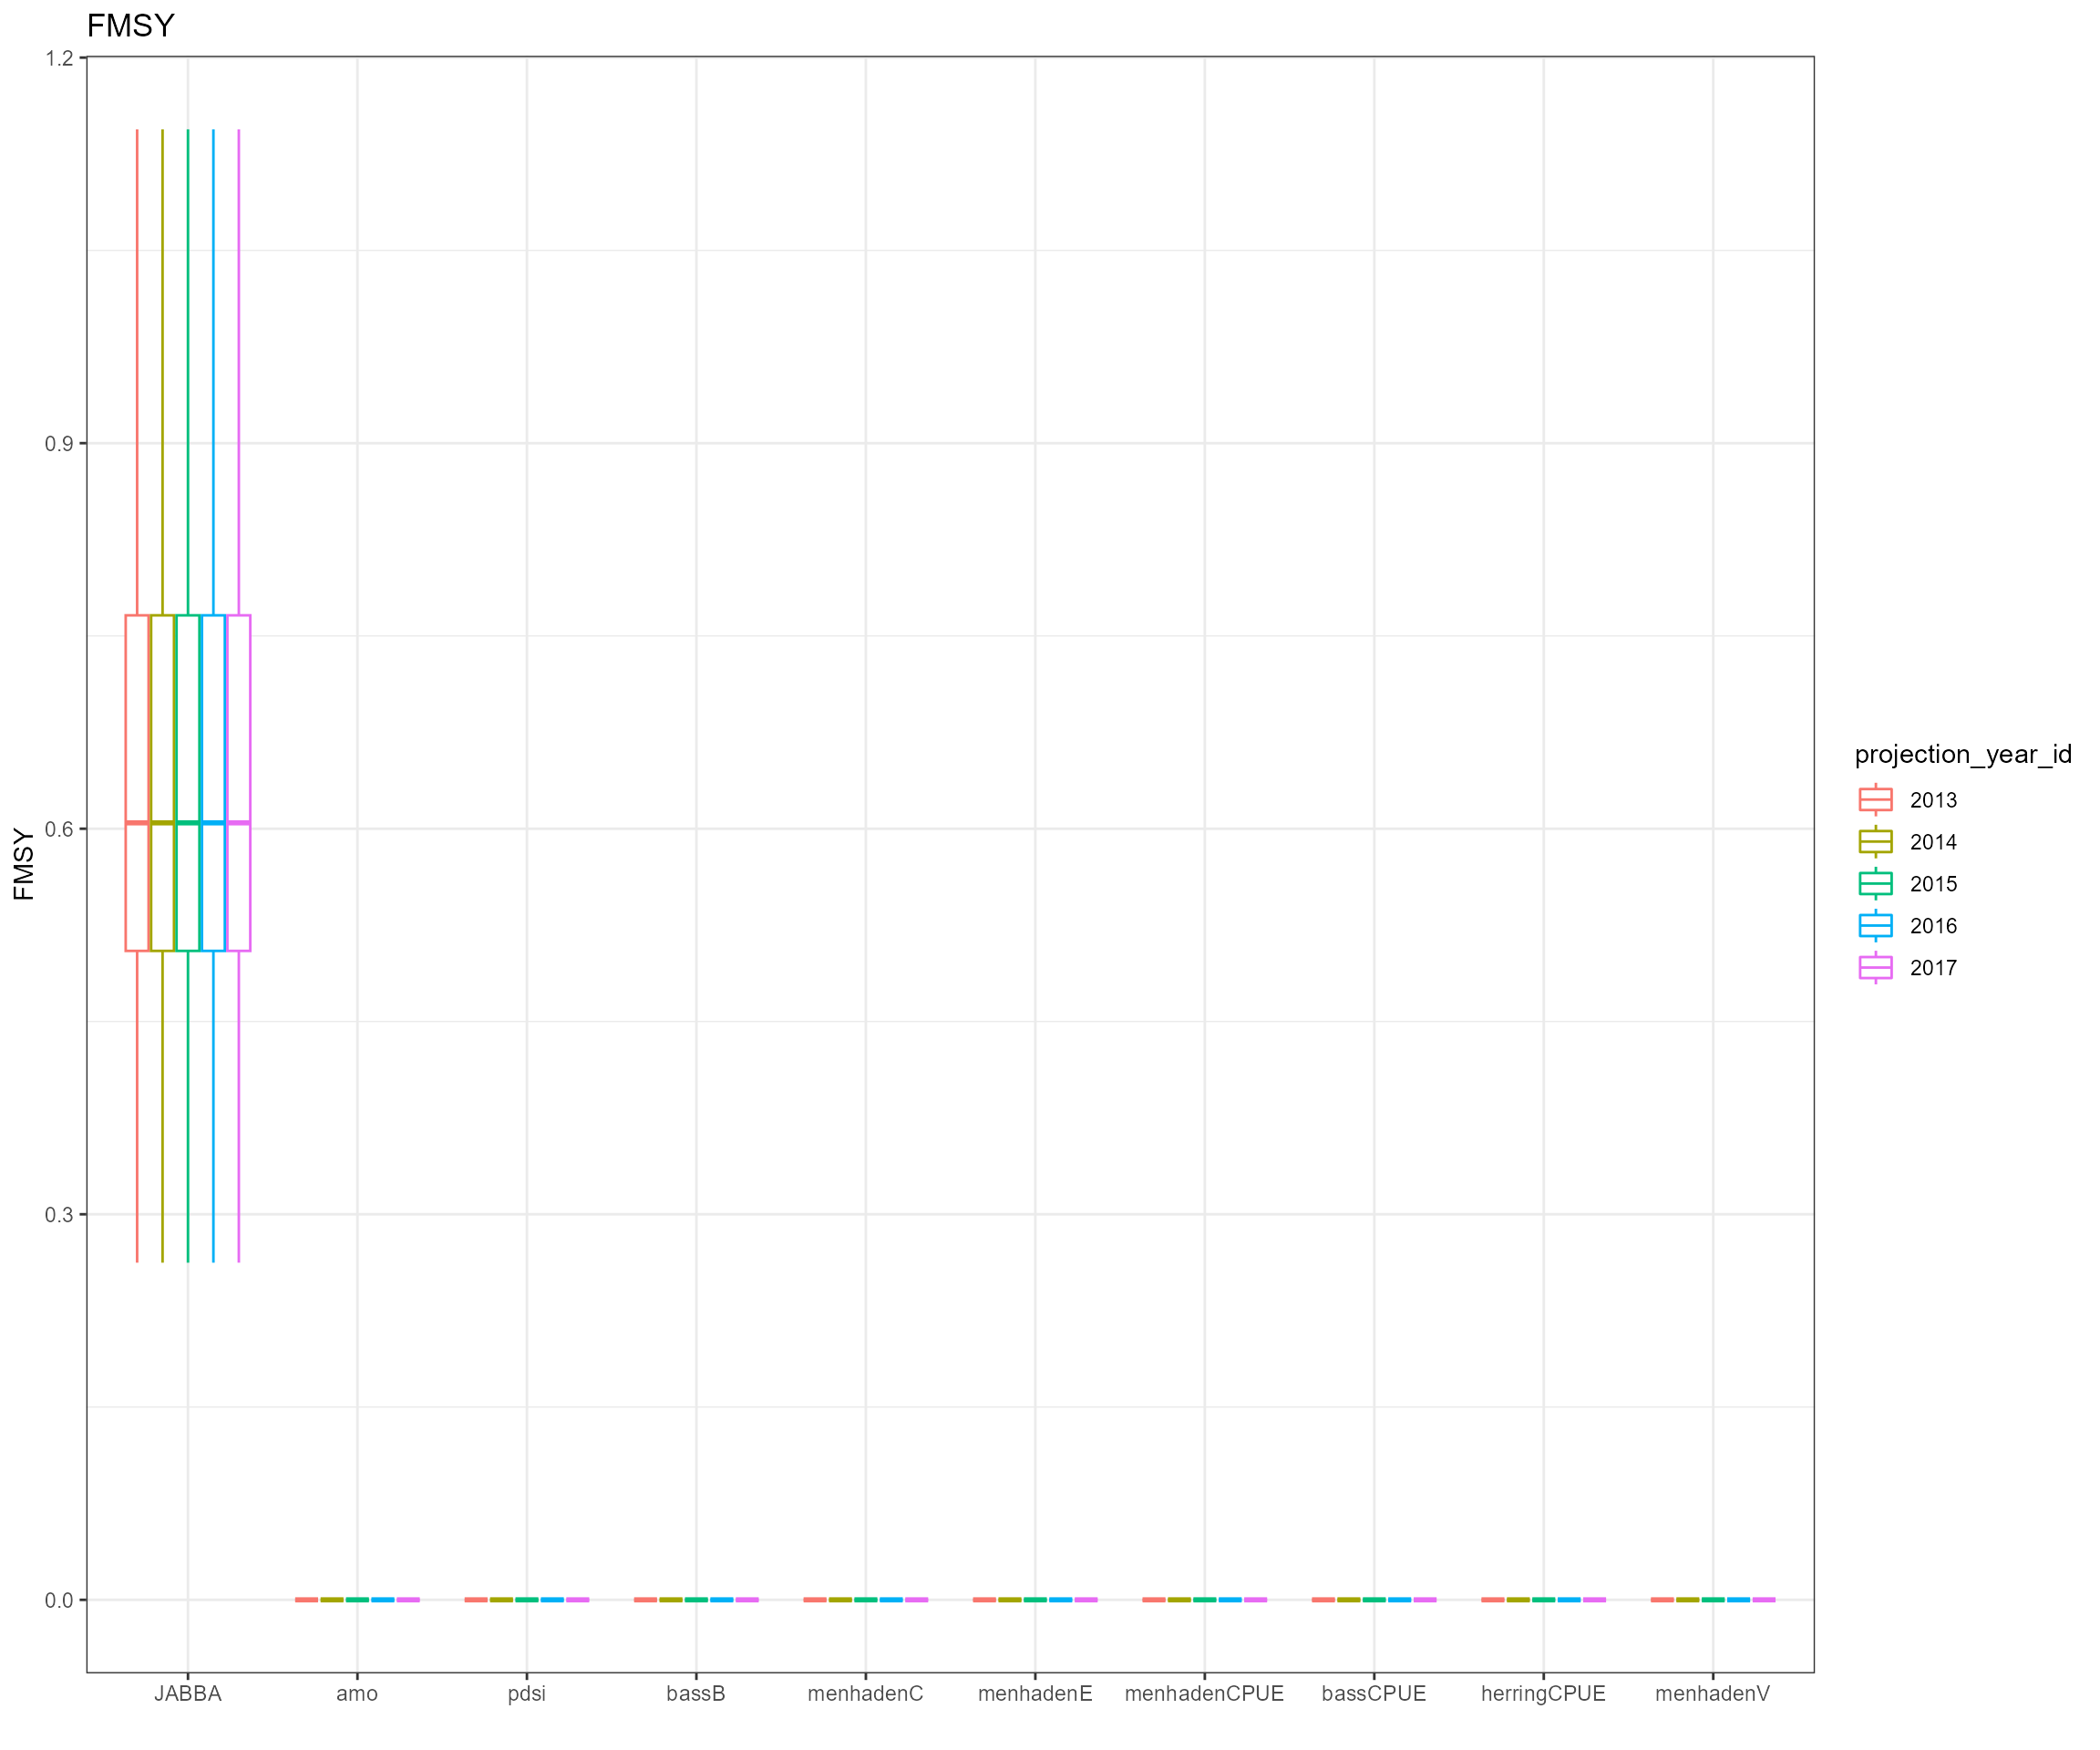 FMSY
1.2
0.9
0.6
0.3
0.0
FMSY
JABBA amo pdsi bassB menhadenC menhadenE menhadenCPUE bassCPUE herringCPUE menhadenV
projection_year_id
2013
2014
2015
2016
2017